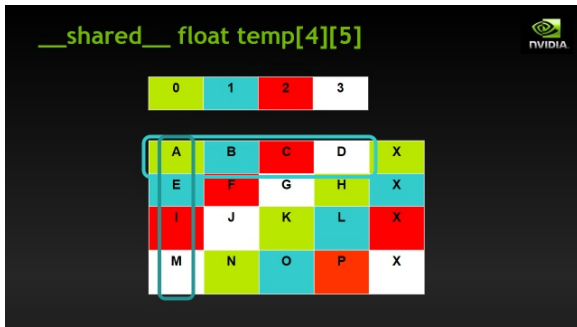 __shared__ float temp[4][5]
NVIDIA.
0 1 2 3
A B C D X
E F G H X
I J K L X
M N O P X